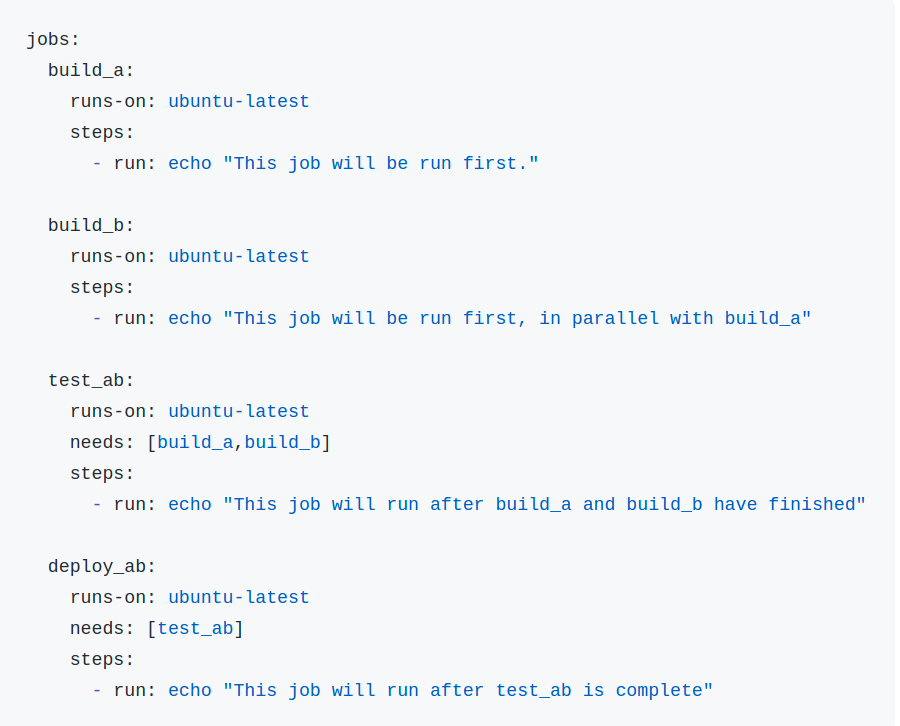 jobs:
  build_a:
    runs-on: ubuntu-latest
    steps:
      - run: echo "This job will be run first."

  build_b:
    runs-on: ubuntu-latest
    steps:
      - run: echo "This job will be run first, in parallel with build_a"

  test_ab:
    runs-on: ubuntu-latest
    needs: [build_a,build_b]
    steps:
      - run: echo "This job will run after build_a and build_b have finished"

  deploy_ab:
    runs-on: ubuntu-latest
    needs: [test_ab]
    steps:
      - run: echo "This job will run after test_ab is complete"